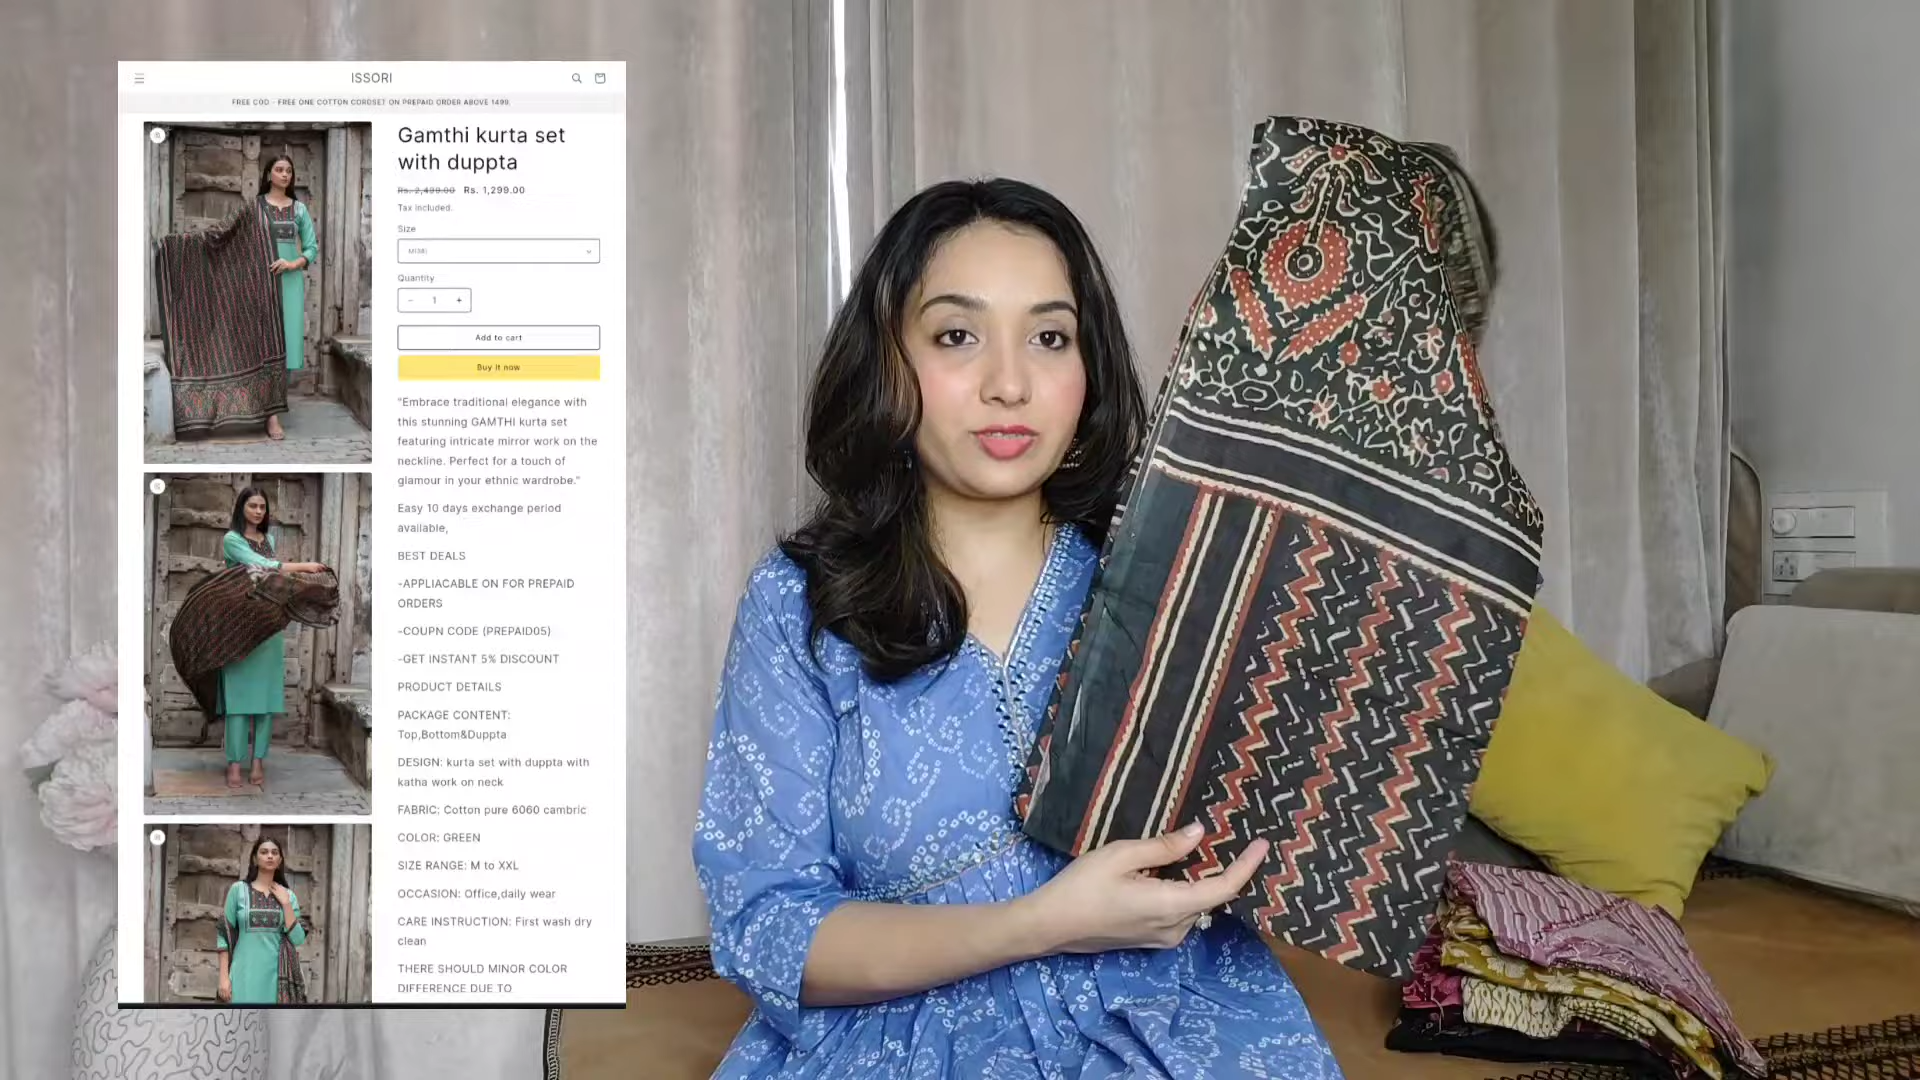 ISSORI
FREE COD - FREE ONE COTTON CORDSET ON PREPAID ORDER ABOVE 1499.
Gamthi kurta set
with duppta
Rs. 2,499.00 Rs. 1,299.00
Tax included.
Size
M(38)
Quantity
− 1 +
Add to cart
Buy it now
"Embrace traditional elegance with
this stunning GAMTHI kurta set
featuring intricate mirror work on the
neckline. Perfect for a touch of
glamour in your ethnic wardrobe."
Easy 10 days exchange period
available,
BEST DEALS
-APPLIACABLE ON FOR PREPAID
ORDERS
-COUPN CODE (PREPAID05)
-GET INSTANT 5% DISCOUNT
PRODUCT DETAILS
PACKAGE CONTENT:
Top,Bottom&Duppta
DESIGN: kurta set with duppta with
katha work on neck
FABRIC: Cotton pure 6060 cambric
COLOR: GREEN
SIZE RANGE: M to XXL
OCCASION: Office,daily wear
CARE INSTRUCTION: First wash dry
clean
THERE SHOULD MINOR COLOR
DIFFERENCE DUE TO